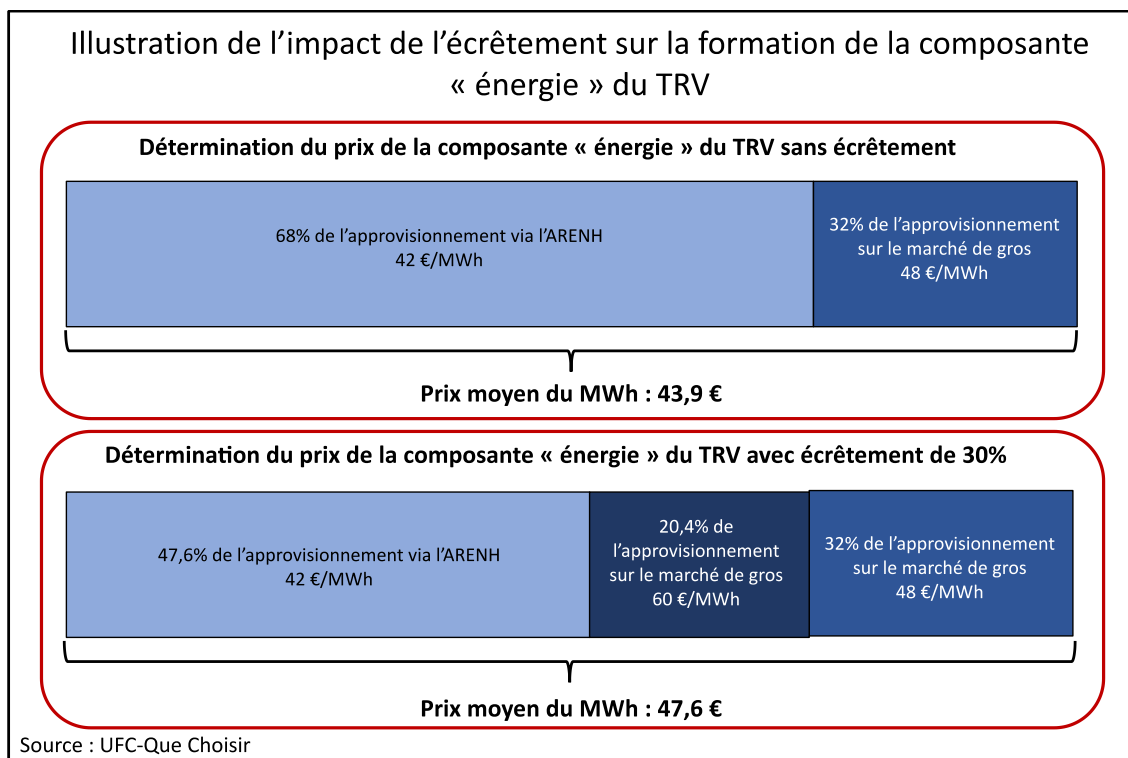 Illustration de l’impact de l’écrêtement sur la formation de la composante
« énergie » du TRV
Détermination du prix de la composante « énergie » du TRV sans écrêtement
68% de l’approvisionnement via l’ARENH
42 €/MWh
32% de l’approvisionnement
sur le marché de gros
48 €/MWh
Prix moyen du MWh : 43,9 €
Détermination du prix de la composante « énergie » du TRV avec écrêtement de 30%
47,6% de l’approvisionnement via l’ARENH
42 €/MWh
20,4% de
l’approvisionnement
sur le marché de gros
60 €/MWh
32% de l’approvisionnement
sur le marché de gros
48 €/MWh
Prix moyen du MWh : 47,6 €
Source : UFC-Que Choisir